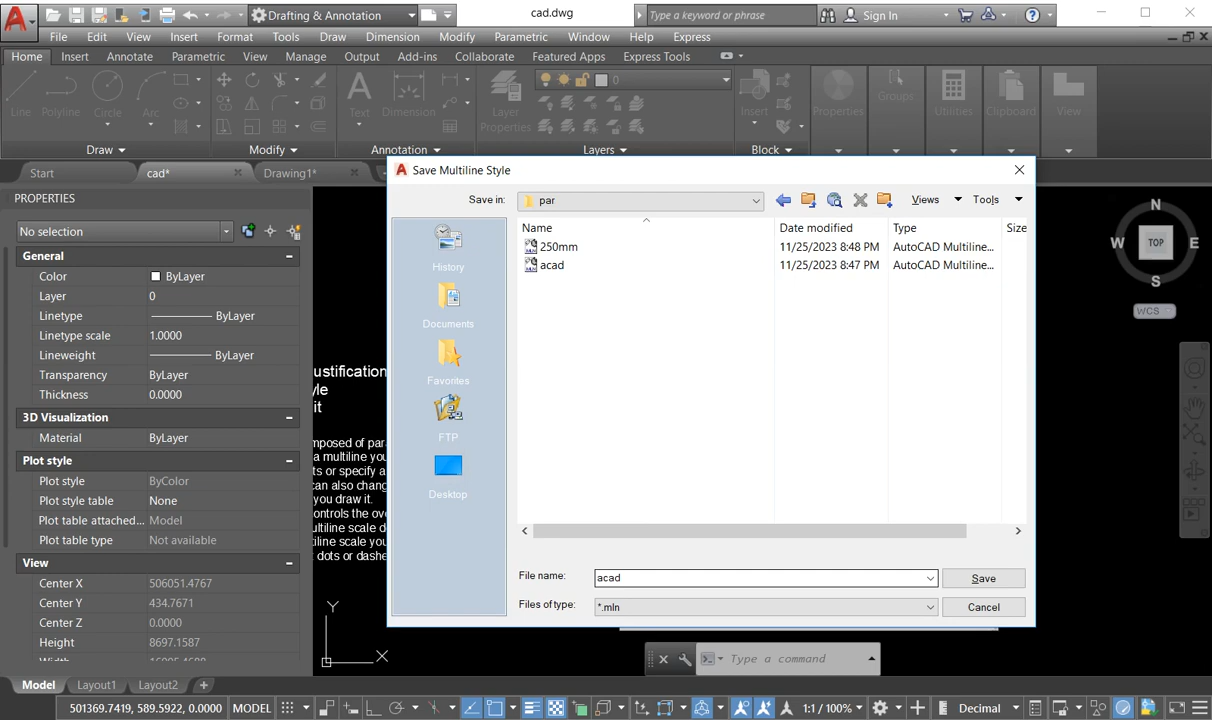 Drafting & Annotation
cad.dwg
Type a keyword or phrase
Sign In
File Edit View Insert Format Tools Draw Dimension Modify Parametric Window Help Express
Home Insert Annotate Parametric View Manage Output Add-ins Collaborate Featured Apps Express Tools
0
Line Polyline Circle Arc Text Dimension Layer Properties Insert Properties Groups Utilities Clipboard View
Draw Modify Annotation Layers Block
Start cad* Drawing1*
PROPERTIES
No selection
General
Color ByLayer
Layer 0
Linetype ByLayer
Linetype scale 1.0000
Lineweight ByLayer
Transparency ByLayer
Thickness 0.0000
3D Visualization
Material ByLayer
Plot style
Plot style ByColor
Plot style table None
Plot table attached... Model
Plot table type Not available
View
Center X 506051.4767
Center Y 434.7671
Center Z 0.0000
Height 8697.1587
ustification
yle
it
nposed of par
a multiline you
ts or specify a
can also chang
you draw it.
ontrols the ove
ultiline scale d
tiline scale you
dots or dashe
Y
X
Save Multiline Style
Save in: par
Views Tools
History
Documents
Favorites
FTP
Desktop
Name Date modified Type Size
250mm 11/25/2023 8:48 PM AutoCAD Multiline...
acad 11/25/2023 8:47 PM AutoCAD Multiline...
File name: acad Save
Files of type: *.mln Cancel
N
W TOP E
S
WCS
Type a command
Model Layout1 Layout2 +
501369.7419, 589.5922, 0.0000 MODEL 1:1 / 100% Decimal